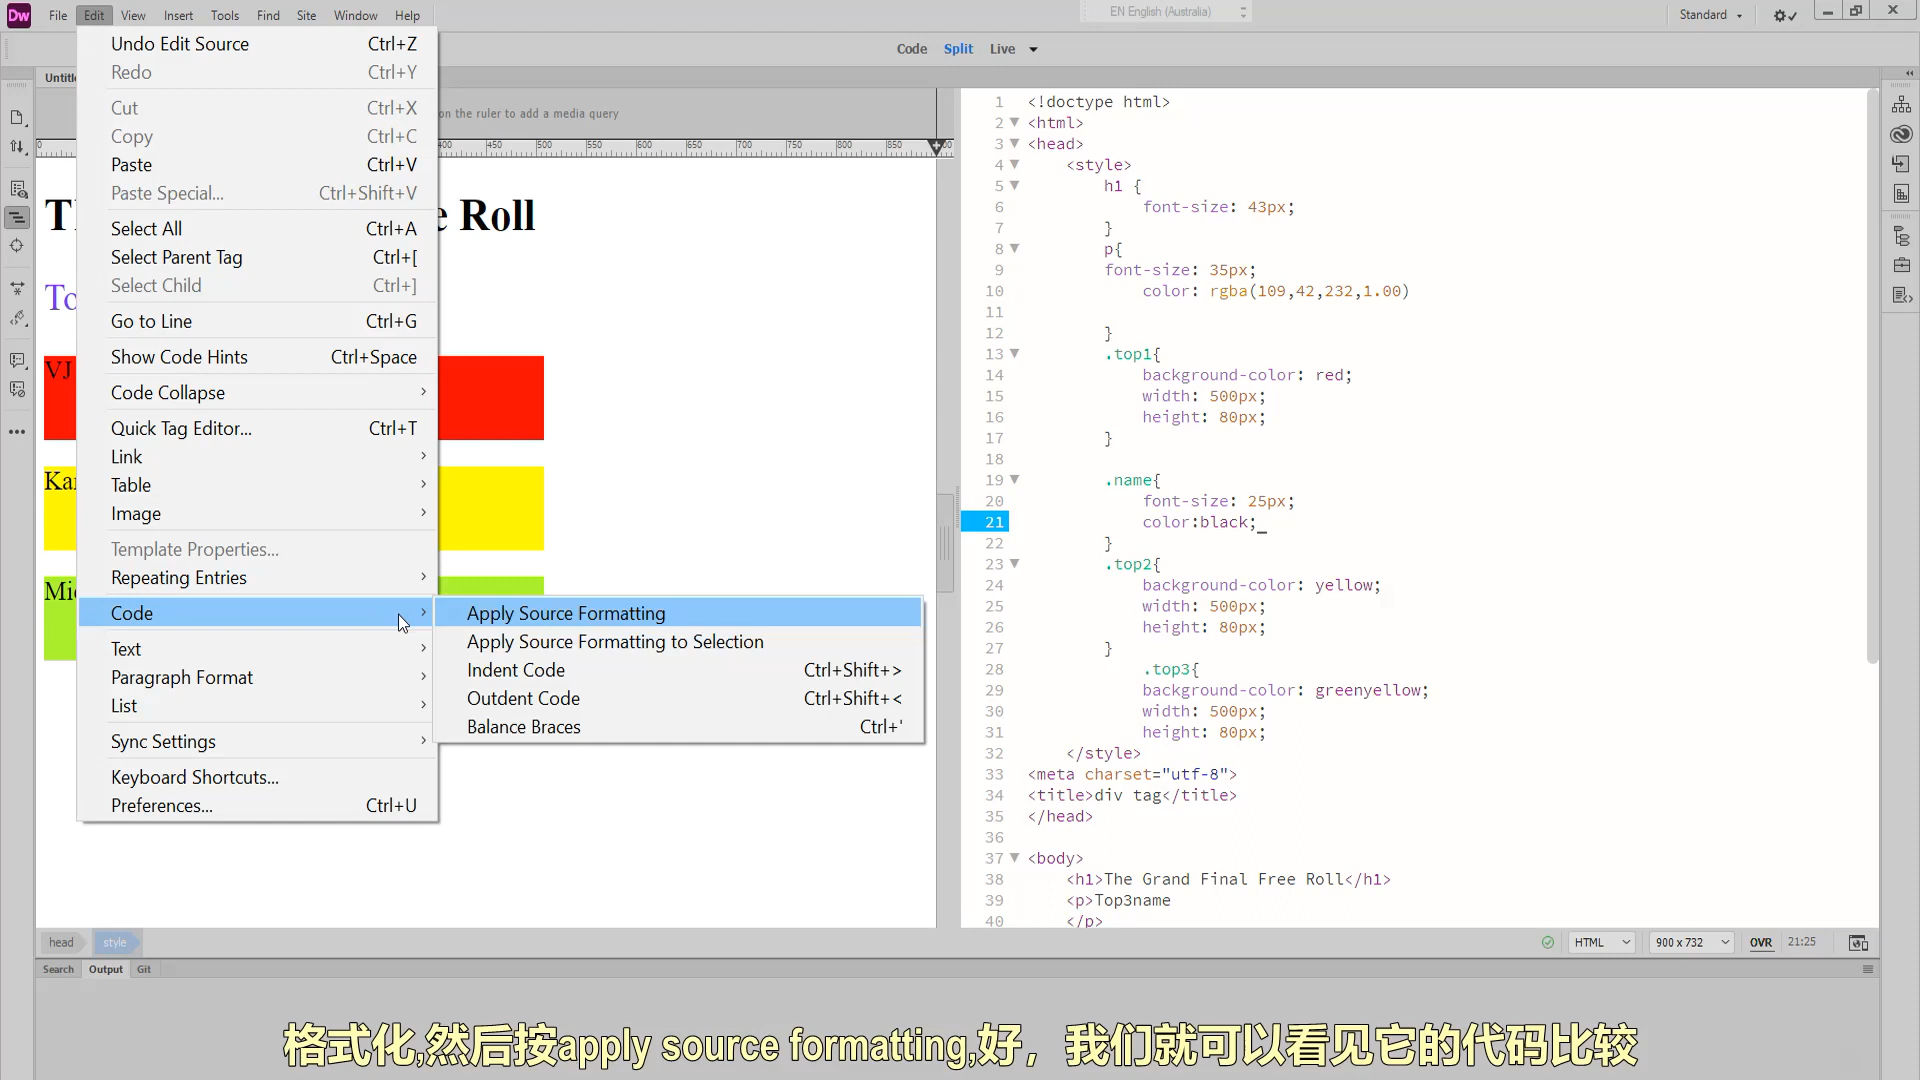 Dw File Edit View Insert Tools Find Site Window Help
EN English (Australia)
Standard
Code Split Live
Undo Edit Source Ctrl+Z
Redo Ctrl+Y
Cut Ctrl+X
Copy Ctrl+C
Paste Ctrl+V
Paste Special... Ctrl+Shift+V
Select All Ctrl+A
Select Parent Tag Ctrl+[
Select Child Ctrl+]
Go to Line Ctrl+G
Show Code Hints Ctrl+Space
Code Collapse
Quick Tag Editor... Ctrl+T
Link
Table
Image
Template Properties...
Repeating Entries
Code
Text
Paragraph Format
List
Sync Settings
Keyboard Shortcuts...
Preferences... Ctrl+U
Apply Source Formatting
Apply Source Formatting to Selection
Indent Code Ctrl+Shift+>
Outdent Code Ctrl+Shift+<
Balance Braces Ctrl+'
on the ruler to add a media query
0 400 450 500 550 600 650 700 750 800 850
Roll
VJ
1 <!doctype html>
2 <html>
3 <head>
4 <style>
5 h1 {
6 font-size: 43px;
7 }
8 p{
9 font-size: 35px;
10 color: rgba(109,42,232,1.00)
11
12 }
13 .top1{
14 background-color: red;
15 width: 500px;
16 height: 80px;
17 }
18
19 .name{
20 font-size: 25px;
21 color:black;_
22 }
23 .top2{
24 background-color: yellow;
25 width: 500px;
26 height: 80px;
27 }
28 .top3{
29 background-color: greenyellow;
30 width: 500px;
31 height: 80px;
32 </style>
33 <meta charset="utf-8">
34 <title>div tag</title>
35 </head>
36
37 <body>
38 <h1>The Grand Final Free Roll</h1>
39 <p>Top3name
40 </p>
head style
HTML 900 x 732 OVR 21:25
Search Output Git
格式化,然后按apply source formatting,好，我们就可以看见它的代码比较